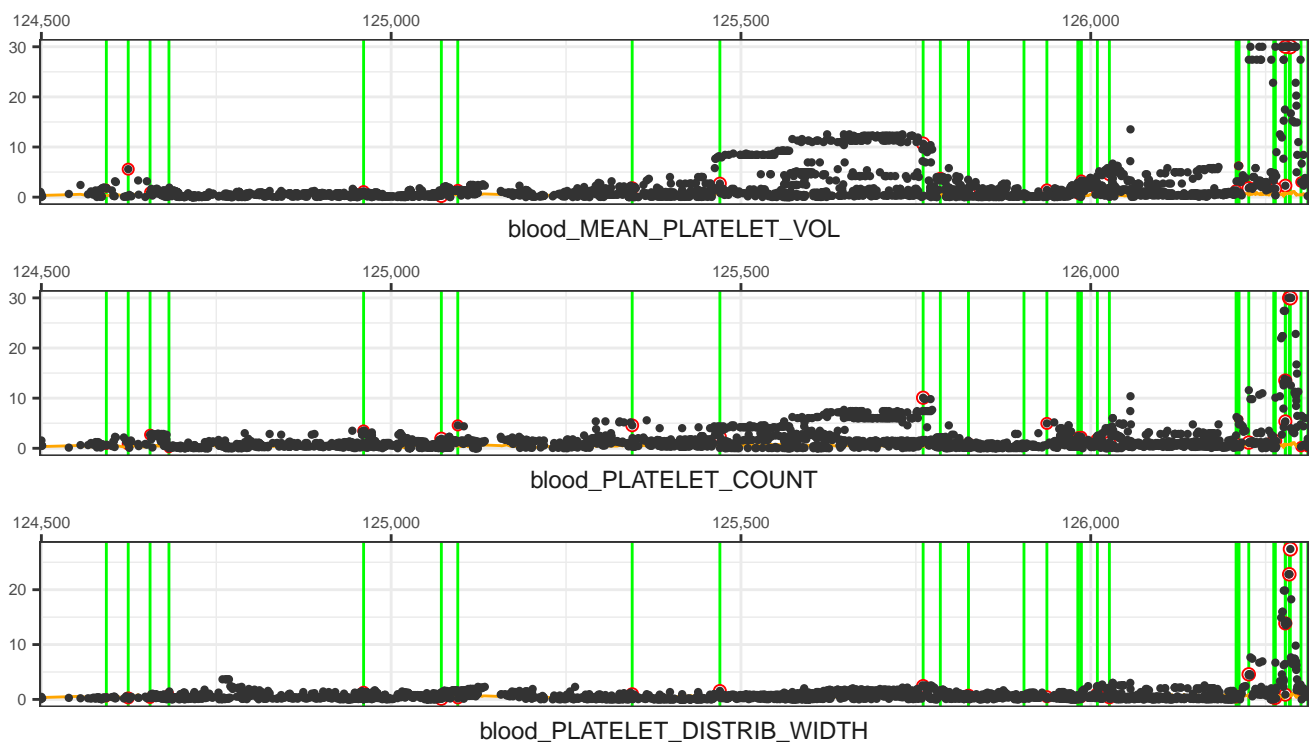 124,500 125,000 125,500 126,000
30
20
10
0
blood_MEAN_PLATELET_VOL
124,500 125,000 125,500 126,000
30
20
10
0
blood_PLATELET_COUNT
124,500 125,000 125,500 126,000
20
10
0
blood_PLATELET_DISTRIB_WIDTH